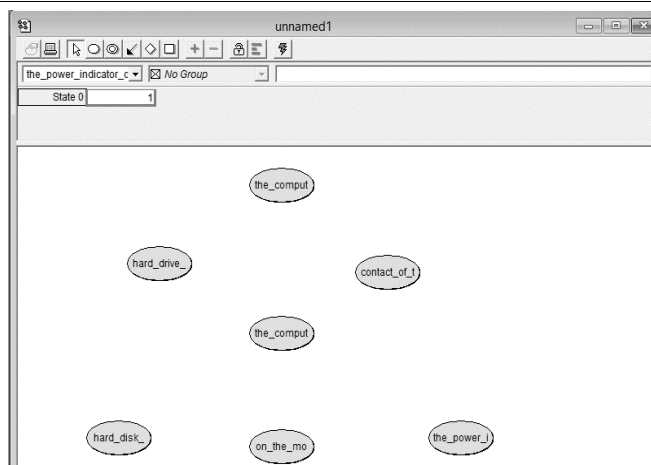 unnamed1
the_power_indicator_c No Group
State 0 1
the_comput
hard_drive_
contact_of_t
the_comput
hard_disk_
on_the_mo
the_power_i